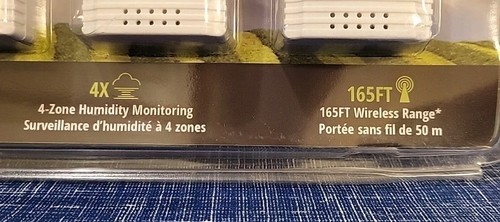 4X
4-Zone Humidity Monitoring
Surveillance d'humidité à 4 zones
165FT
165FT Wireless Range*
Portée sans fil de 50 m